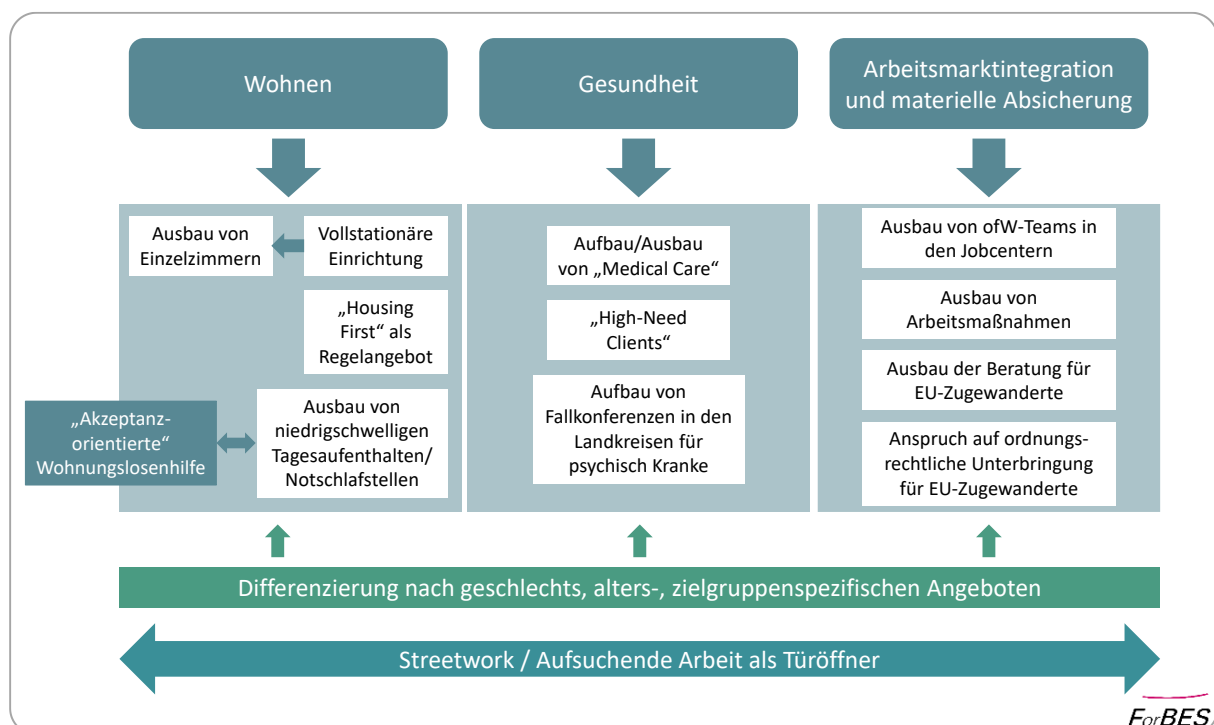 Wohnen
Gesundheit
Arbeitsmarktintegration
und materielle Absicherung
Ausbau von
Einzelzimmern
Vollstationäre
Einrichtung
„Housing
First“ als
Regelangebot
„Akzeptanz-
orientierte“
Wohnungslosenhilfe
Ausbau von
niedrigschwelligen
Tagesaufenthalten/
Notschlafstellen
Aufbau/Ausbau
von „Medical Care“
„High-Need
Clients“
Aufbau von
Fallkonferenzen in den
Landkreisen für
psychisch Kranke
Ausbau von ofW-Teams in
den Jobcentern
Ausbau von
Arbeitsmaßnahmen
Ausbau der Beratung für
EU-Zugewanderte
Anspruch auf ordnungs-
rechtliche Unterbringung
für EU-Zugewanderte
Differenzierung nach geschlechts, alters-, zielgruppenspezifischen Angeboten
Streetwork / Aufsuchende Arbeit als Türöffner
ForBES